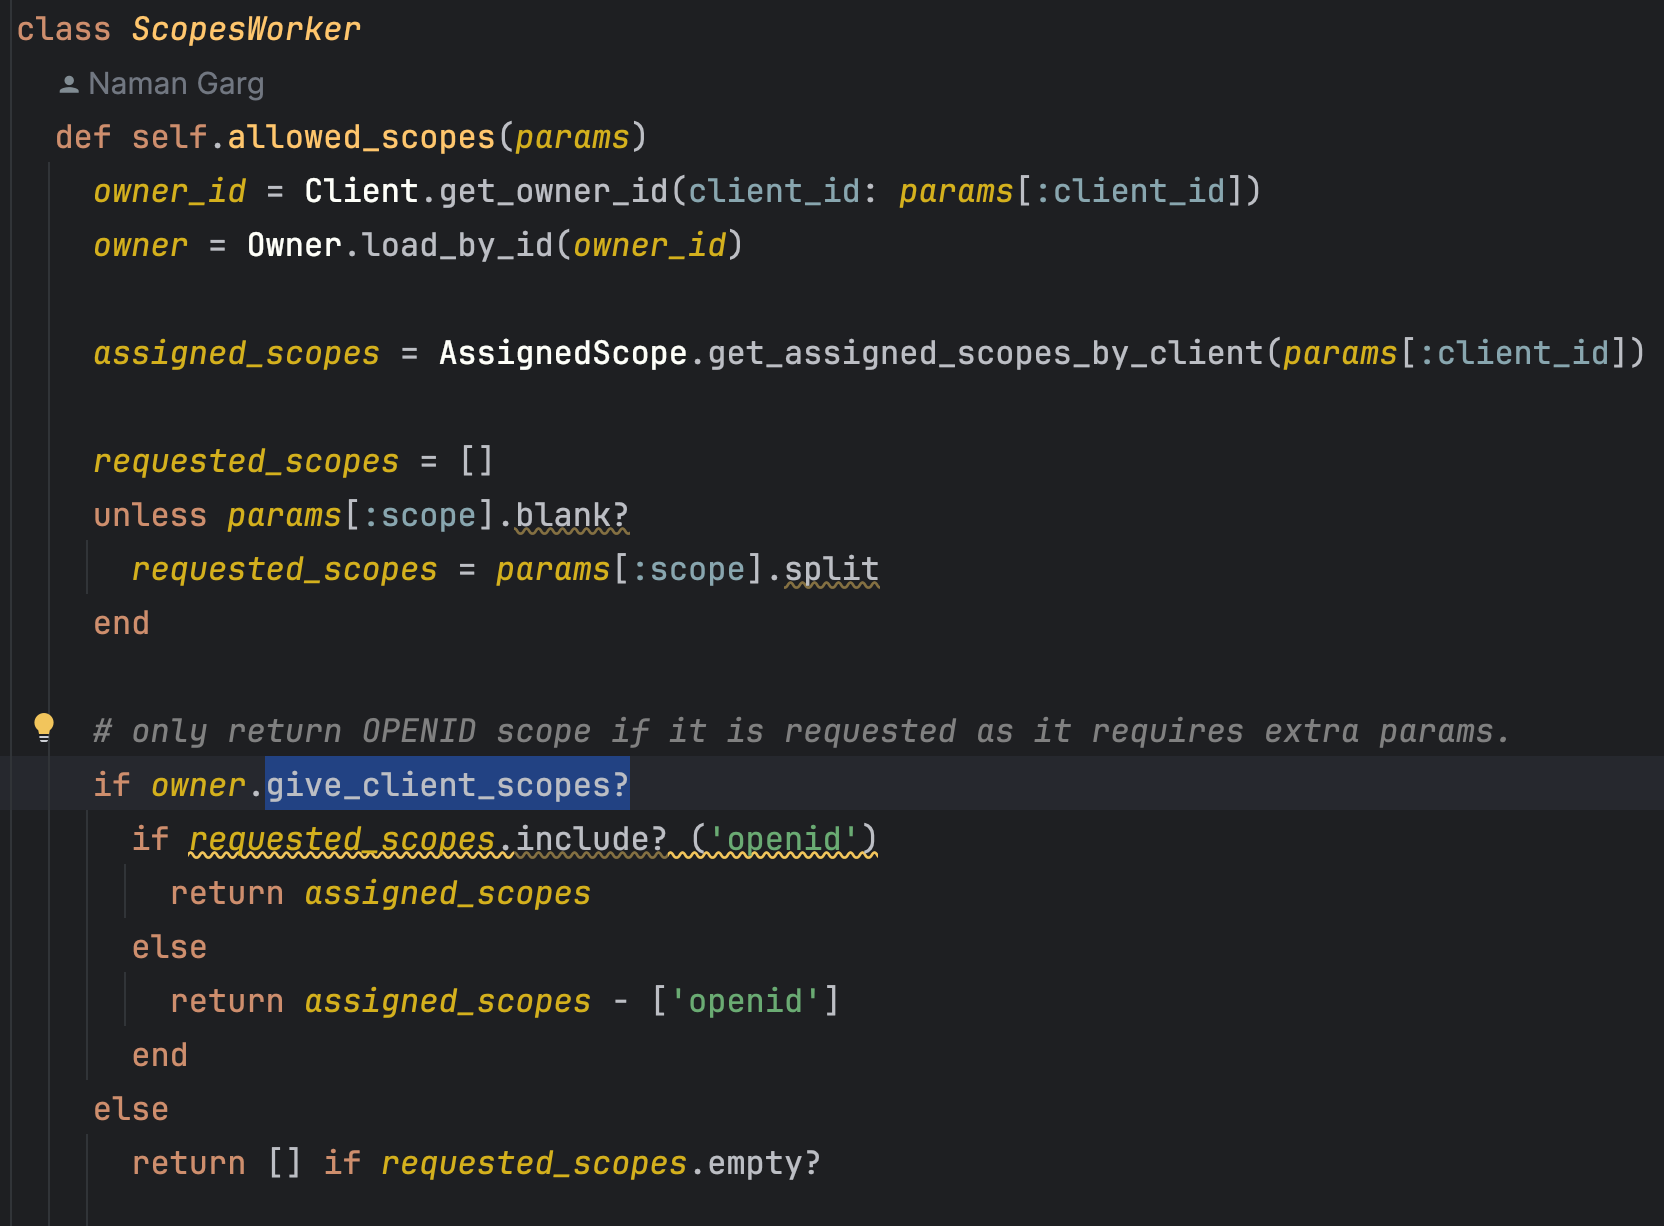 class ScopesWorker
Naman Garg
def self.allowed_scopes(params)
owner_id = Client.get_owner_id(client_id: params[:client_id])
owner = Owner.load_by_id(owner_id)
assigned_scopes = AssignedScope.get_assigned_scopes_by_client(params[:client_id])
requested_scopes = []
unless params[:scope].blank?
requested_scopes = params[:scope].split
end
# only return OPENID scope if it is requested as it requires extra params.
if owner.give_client_scopes?
if requested_scopes.include? ('openid')
return assigned_scopes
else
return assigned_scopes - ['openid']
end
else
return [] if requested_scopes.empty?